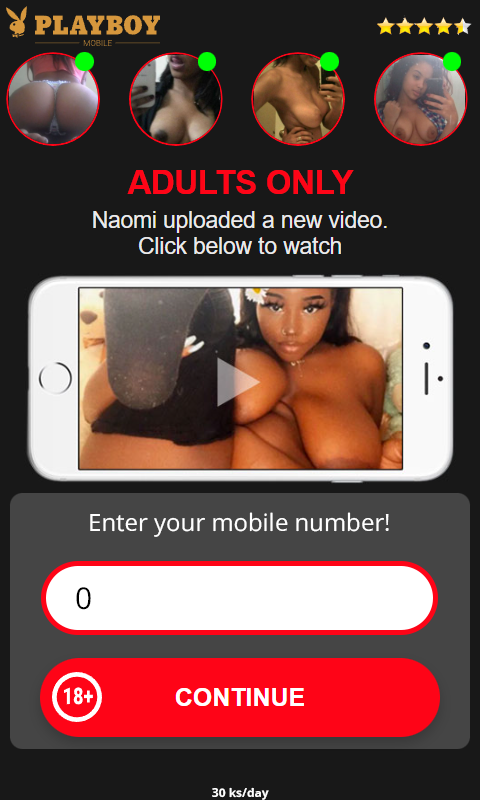 PLAYBOY
MOBILE
ADULTS ONLY
Naomi uploaded a new video.
Click below to watch
Enter your mobile number!
0
18+ CONTINUE
30 ks/day